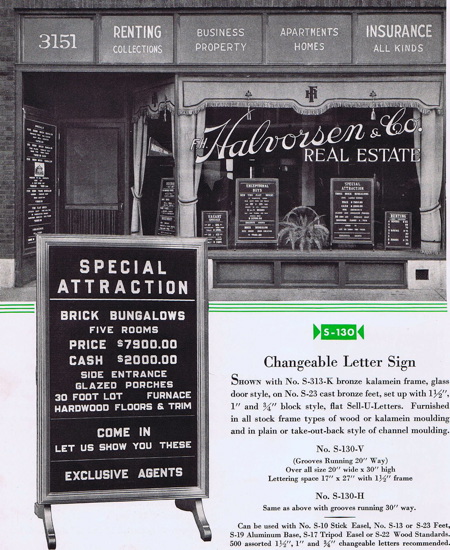 3151
RENTING
COLLECTIONS
BUSINESS
PROPERTY
APARTMENTS
HOMES
INSURANCE
ALL KINDS
F.H. Halvorsen & Co.
REAL ESTATE
EXCEPTIONAL
BUYS
SPECIAL
ATTRACTION
VACANT
RENTING
SPECIAL
ATTRACTION
BRICK BUNGALOWS
FIVE ROOMS
PRICE $7900.00
CASH $2000.00
SIDE ENTRANCE
GLAZED PORCHES
30 FOOT LOT FURNACE
HARDWOOD FLOORS & TRIM
COME IN
LET US SHOW YOU THESE
EXCLUSIVE AGENTS
S-130
Changeable Letter Sign
SHOWN with No. S-313-K bronze kalamein frame, glass
door style, on No. S-23 cast bronze feet, set up with 1½",
1" and ¾" block style, flat Sell-U-Letters. Furnished
in all stock frame types of wood or kalamein moulding
and in plain or take-out-back style of channel moulding.
No. S-130-V
(Grooves Running 20" Way)
Over all size 20" wide x 30" high
Lettering space 17" x 27" with 1½" frame
No. S-130-H
Same as above with grooves running 30" way.
Can be used with No. S-10 Stick Easel, No. S-13 or S-23 Feet,
S-19 Aluminum Base, S-17 Tripod Easel or S-22 Wood Standards.
500 assorted 1½", 1" and ¾" changeable letters recommended.